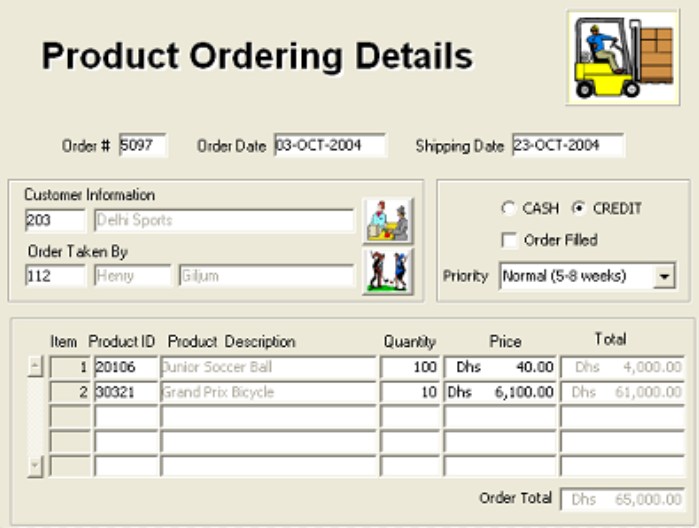 Product Ordering Details
Order # 5097 Order Date 03-OCT-2004 Shipping Date 23-OCT-2004
Customer Information
203 Delhi Sports
Order Taken By
112 Henry Giljum
CASH CREDIT
Order Filled
Priority Normal (5-8 weeks)
Item Product ID Product Description Quantity Price Total
1 20106 Junior Soccer Ball 100 Dhs 40.00 Dhs 4,000.00
2 30321 Grand Prix Bicycle 10 Dhs 6,100.00 Dhs 61,000.00
Order Total Dhs 65,000.00